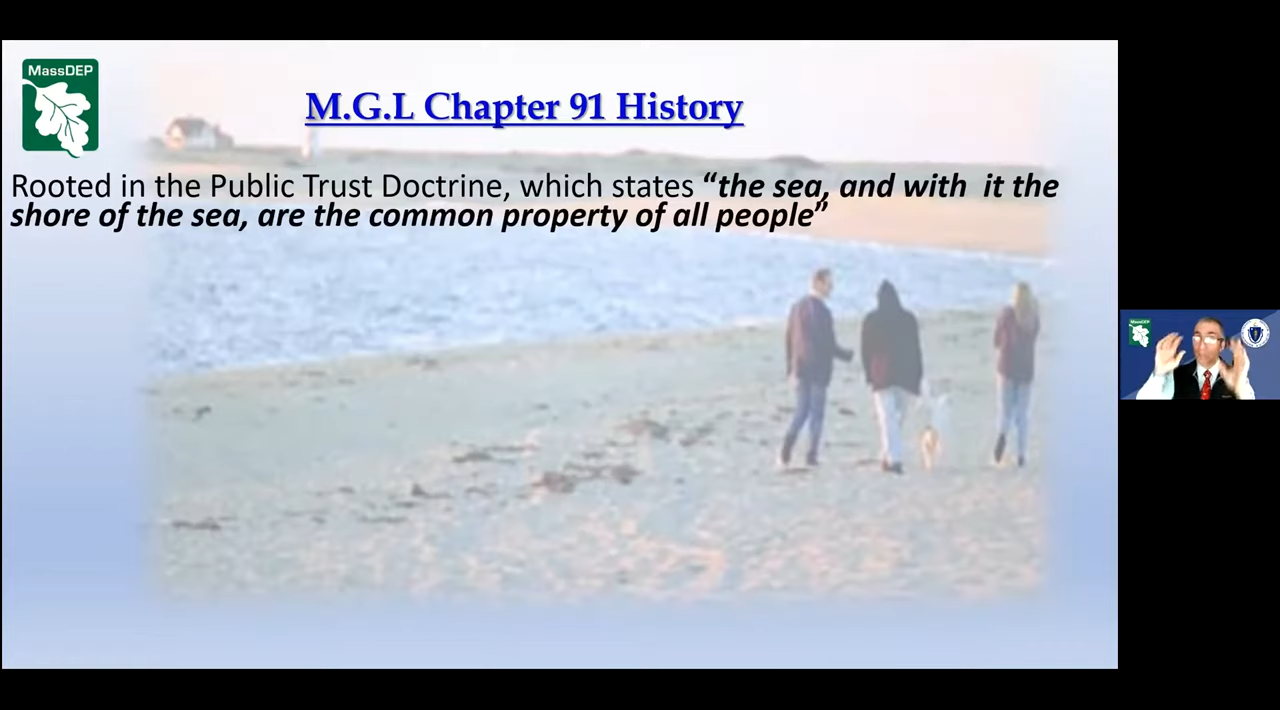 MassDEP
M.G.L Chapter 91 History
Rooted in the Public Trust Doctrine, which states “the sea, and with  it the
shore of the sea, are the common property of all people”
MassDEP